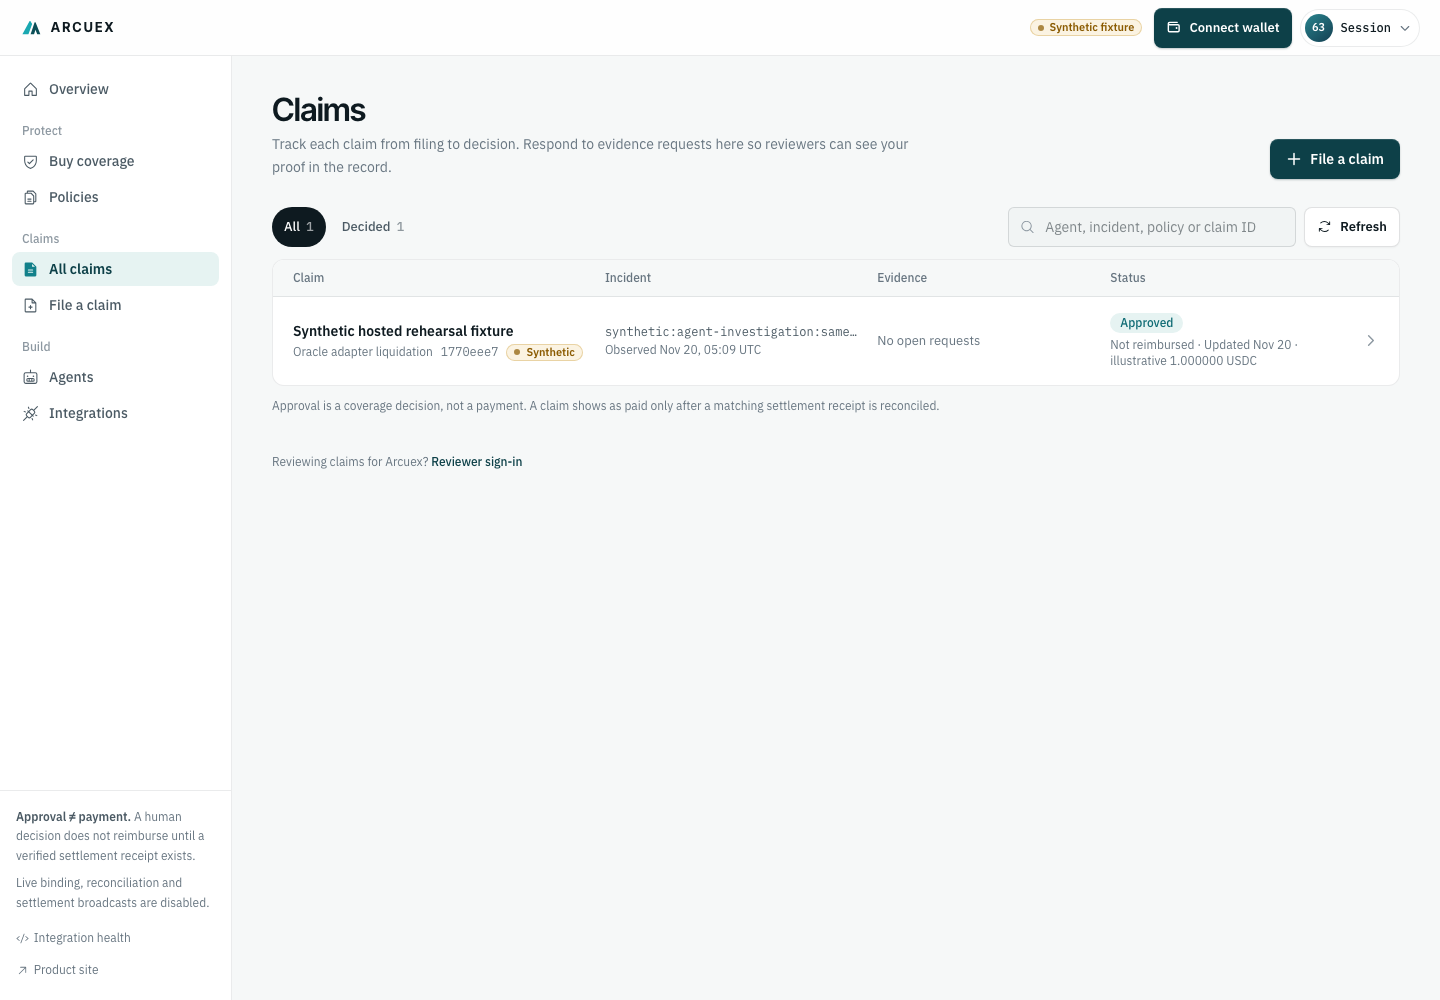 ARCUEX
Synthetic fixture
Connect wallet
63
Session
Overview
Protect
Buy coverage
Policies
Claims
All claims
File a claim
Build
Agents
Integrations
Approval ≠ payment. A human
decision does not reimburse until a
verified settlement receipt exists.
Live binding, reconciliation and
settlement broadcasts are disabled.
</> Integration health
Product site
Claims
Track each claim from filing to decision. Respond to evidence requests here so reviewers can see your
proof in the record.
File a claim
All 1
Decided 1
Agent, incident, policy or claim ID
Refresh
Claim
Incident
Evidence
Status
Synthetic hosted rehearsal fixture
Oracle adapter liquidation 1770eee7 Synthetic
synthetic:agent-investigation:same…
Observed Nov 20, 05:09 UTC
No open requests
Approved
Not reimbursed · Updated Nov 20 ·
illustrative 1.000000 USDC
Approval is a coverage decision, not a payment. A claim shows as paid only after a matching settlement receipt is reconciled.
Reviewing claims for Arcuex? Reviewer sign-in